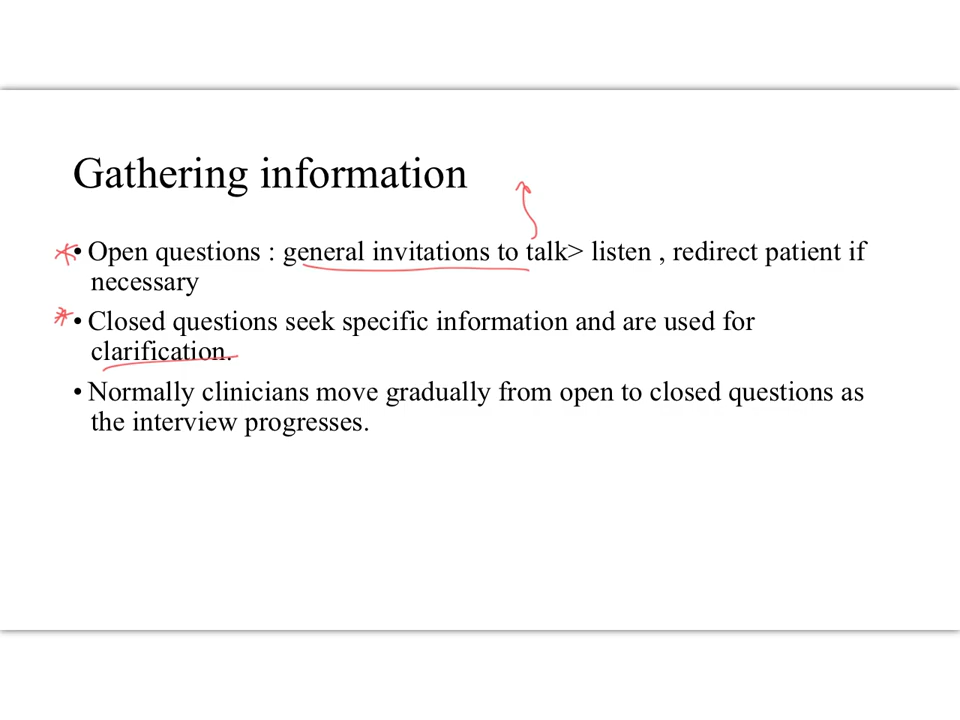 Gathering information
• Open questions : general invitations to talk> listen , redirect patient if
necessary
• Closed questions seek specific information and are used for
clarification.
• Normally clinicians move gradually from open to closed questions as
the interview progresses.